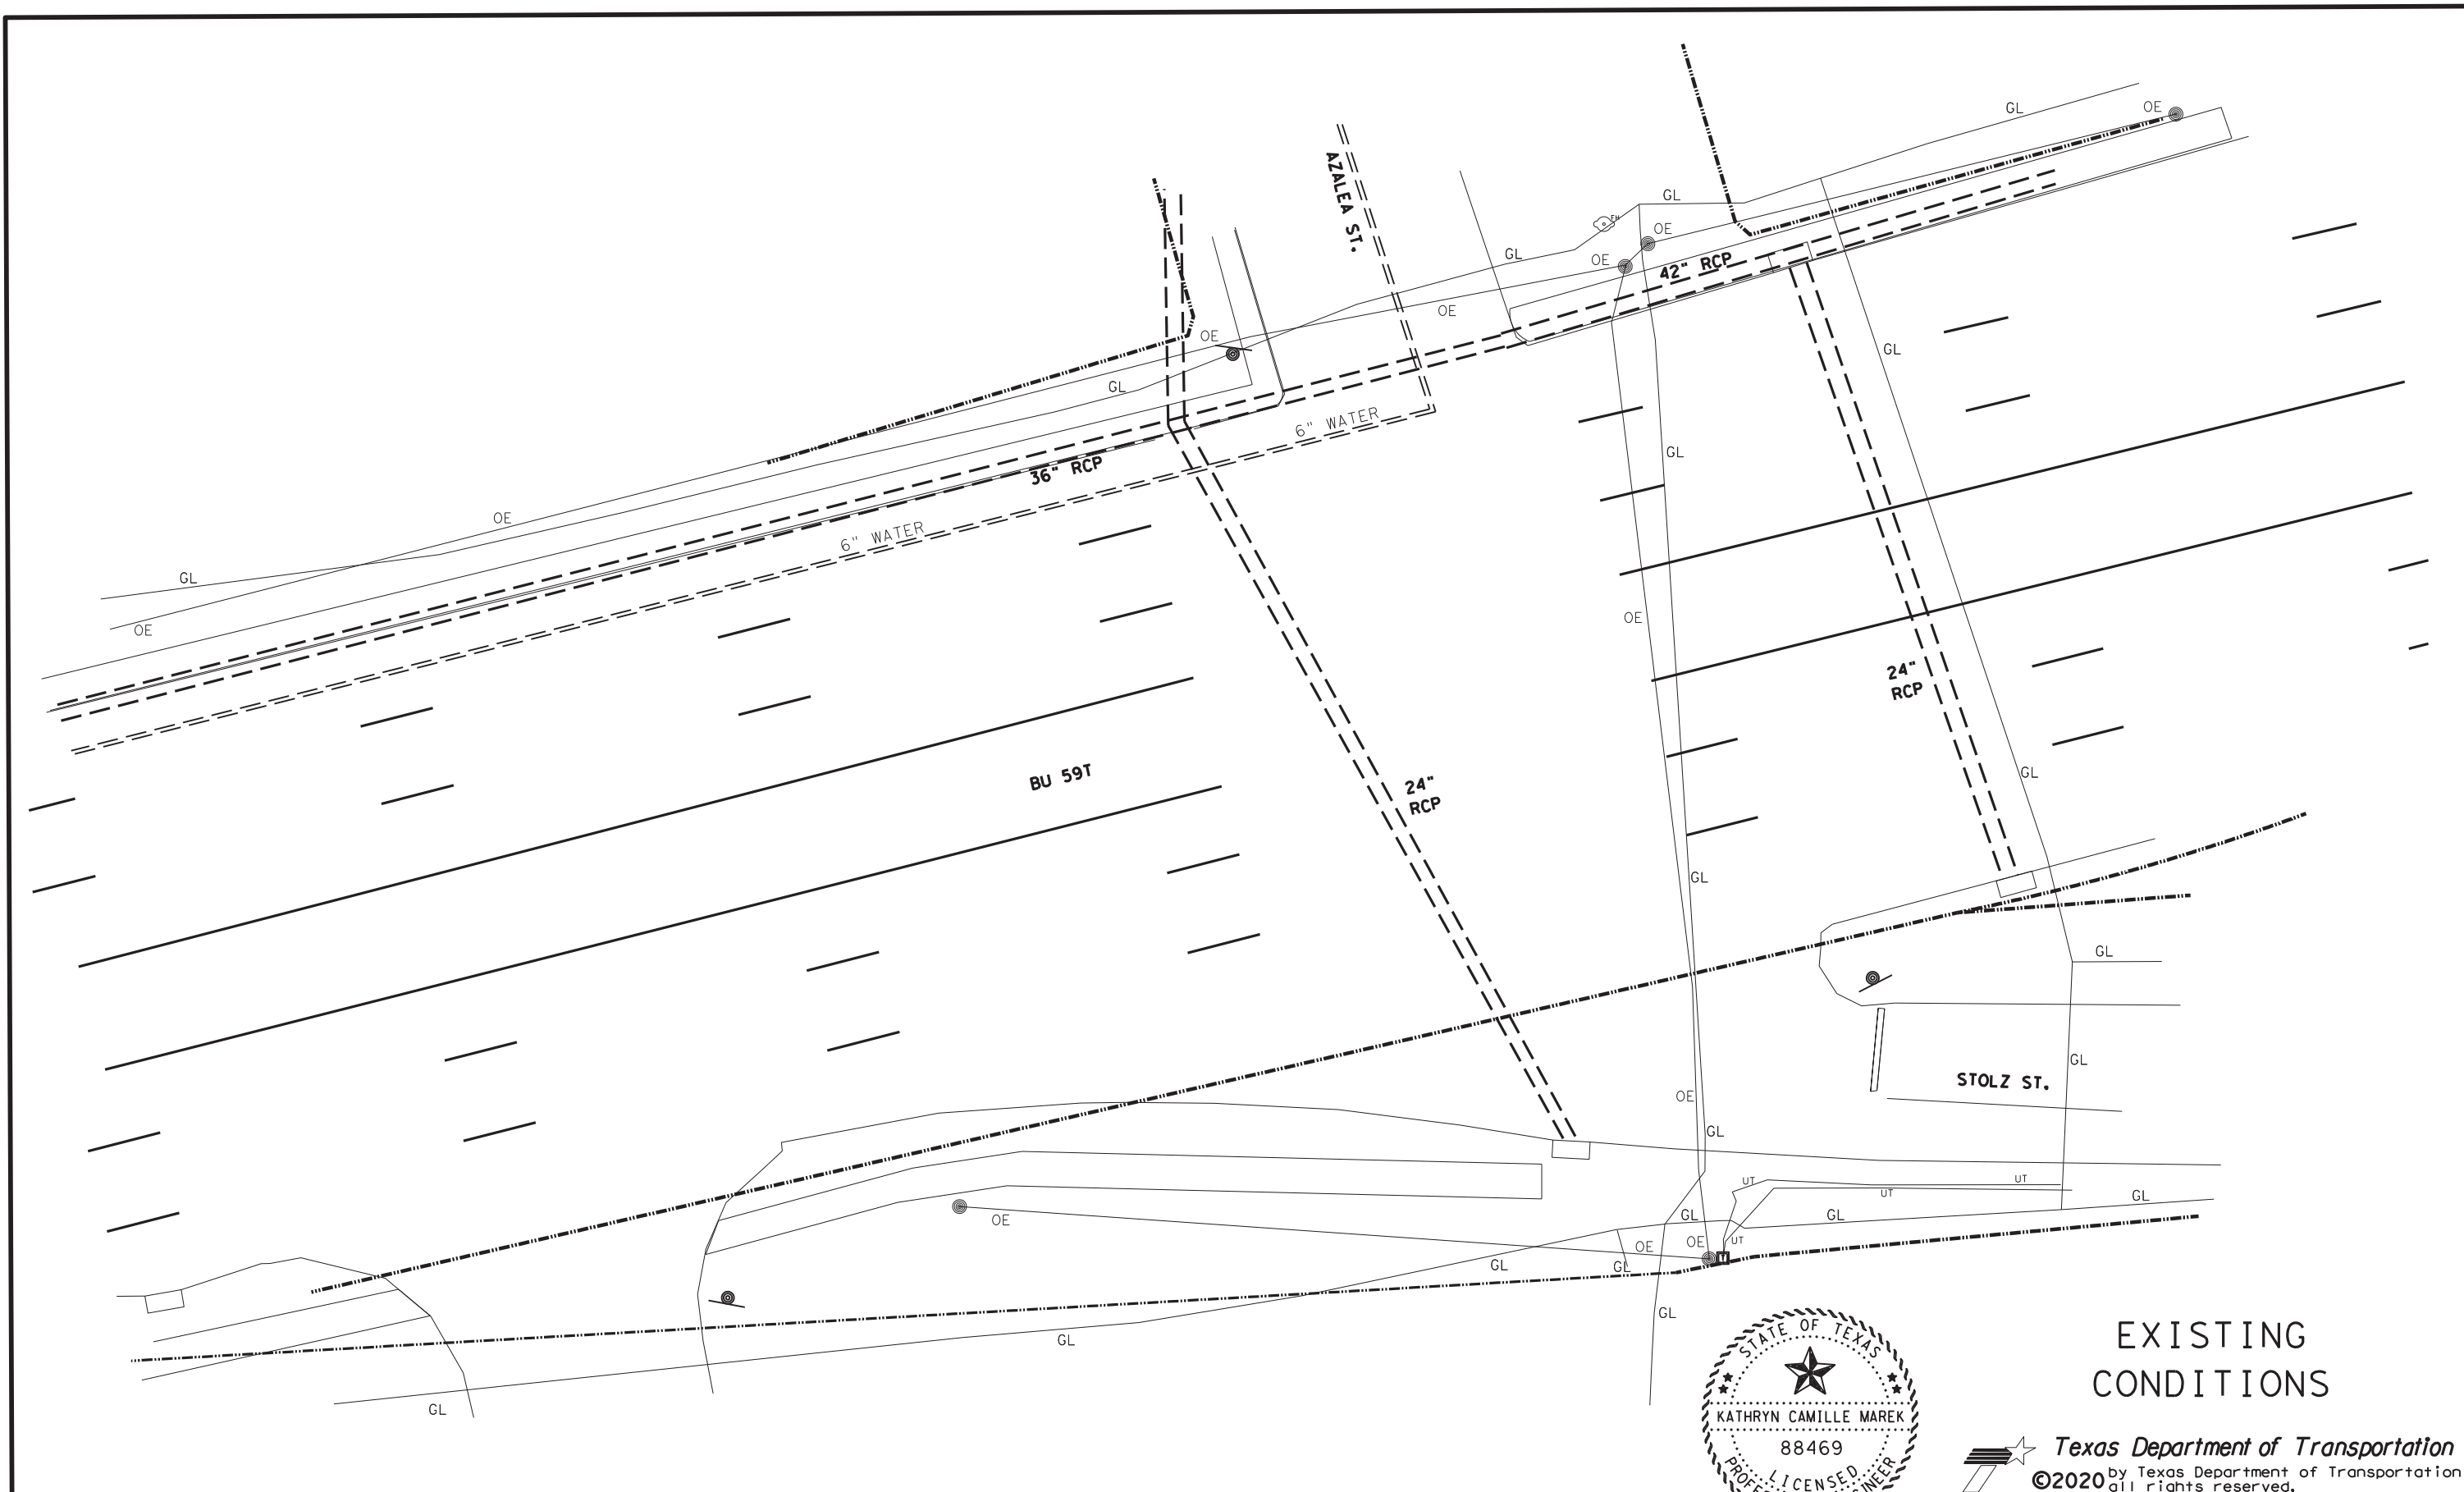 GL
OE
AZALEA ST.
GL
FH
OE
GL
OE
42" RCP
OE
OE
GL
GL
6" WATER
GL
36" RCP
OE
6" WATER
GL
OE
OE
24"
RCP
BU 59T
GL
24"
RCP
GL
GL
GL
STOLZ ST.
OE
GL
UT
UT
UT
GL
GL
GL
OE
OE
OE
UT
GL
GL
GL
GL
GL
STATE OF TEXAS
KATHRYN CAMILLE MAREK
88469
LICENSED
EXISTING
CONDITIONS
Texas Department of Transportation
©2020 by Texas Department of Transportation
all rights reserved.